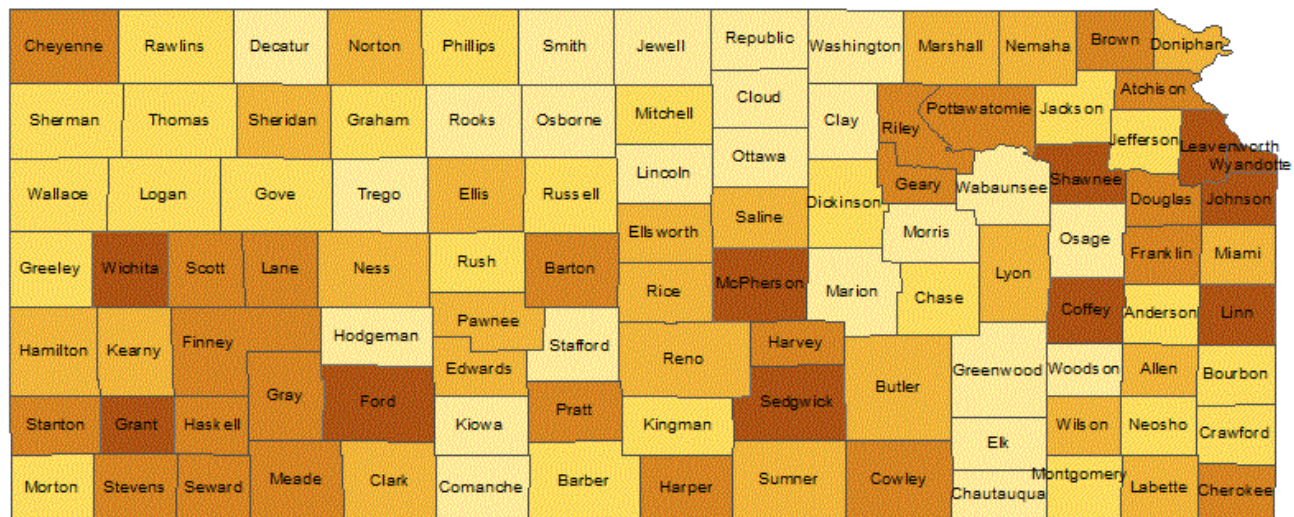 Cheyenne
Rawlins
Decatur
Norton
Phillips
Smith
Jewell
Republic
Washington
Marshall
Nemaha
Brown
Doniphan
Sherman
Thomas
Sheridan
Graham
Rooks
Osborne
Mitchell
Cloud
Clay
Riley
Pottawatomie
Jackson
Atchison
Jefferson
Leavenworth
Wyandotte
Wallace
Logan
Gove
Trego
Ellis
Russell
Lincoln
Ottawa
Saline
Dickinson
Geary
Wabaunsee
Shawnee
Douglas
Johnson
Greeley
Wichita
Scott
Lane
Ness
Rush
Barton
Ellsworth
Rice
McPherson
Marion
Morris
Chase
Lyon
Osage
Franklin
Miami
Coffey
Anderson
Linn
Hamilton
Kearny
Finney
Hodgeman
Pawnee
Edwards
Stafford
Reno
Harvey
Butler
Greenwood
Woodson
Allen
Bourbon
Stanton
Grant
Haskell
Gray
Ford
Kiowa
Pratt
Kingman
Sedgwick
Elk
Wilson
Neosho
Crawford
Morton
Stevens
Seward
Meade
Clark
Comanche
Barber
Harper
Sumner
Cowley
Chautauqua
Montgomery
Labette
Cherokee